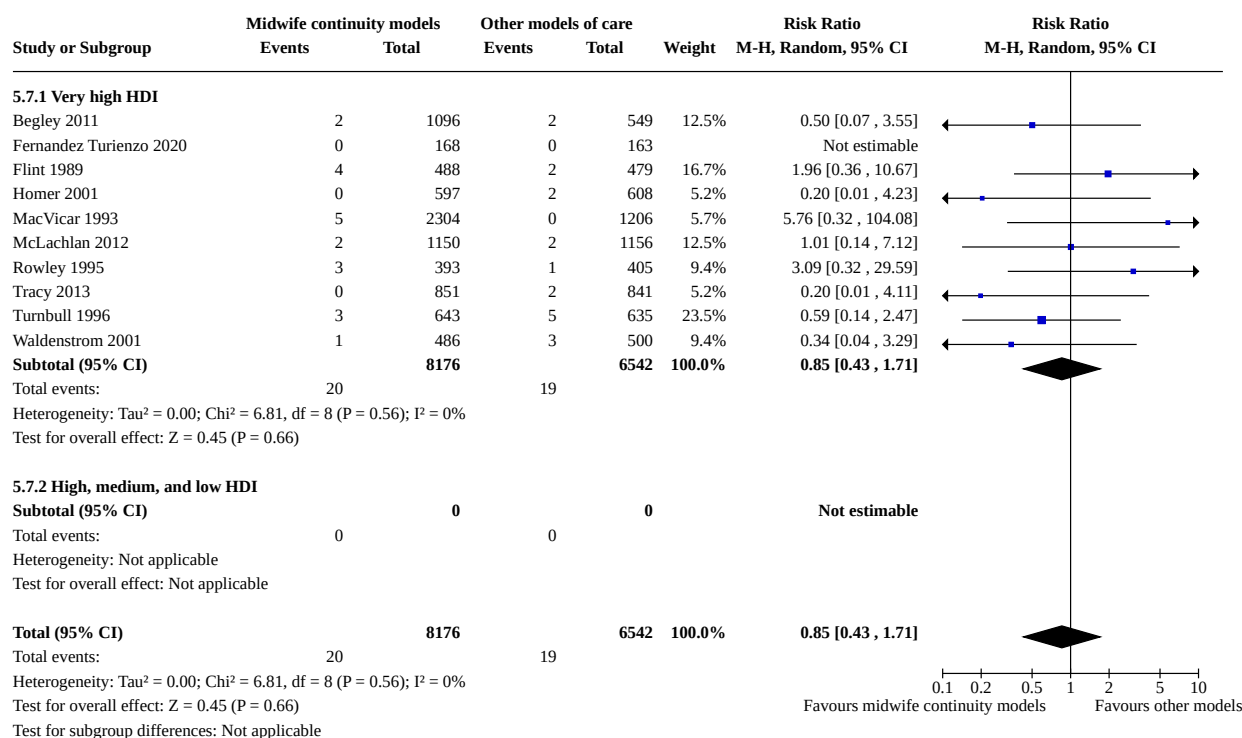 Midwife continuity models Other models of care Risk Ratio Risk Ratio
Study or Subgroup Events Total Events Total Weight M-H, Random, 95% CI M-H, Random, 95% CI
5.7.1 Very high HDI
Begley 2011 2 1096 2 549 12.5% 0.50 [0.07 , 3.55]
Fernandez Turienzo 2020 0 168 0 163 Not estimable
Flint 1989 4 488 2 479 16.7% 1.96 [0.36 , 10.67]
Homer 2001 0 597 2 608 5.2% 0.20 [0.01 , 4.23]
MacVicar 1993 5 2304 0 1206 5.7% 5.76 [0.32 , 104.08]
McLachlan 2012 2 1150 2 1156 12.5% 1.01 [0.14 , 7.12]
Rowley 1995 3 393 1 405 9.4% 3.09 [0.32 , 29.59]
Tracy 2013 0 851 2 841 5.2% 0.20 [0.01 , 4.11]
Turnbull 1996 3 643 5 635 23.5% 0.59 [0.14 , 2.47]
Waldenstrom 2001 1 486 3 500 9.4% 0.34 [0.04 , 3.29]
Subtotal (95% CI) 8176 6542 100.0% 0.85 [0.43 , 1.71]
Total events: 20 19
Heterogeneity: Tau² = 0.00; Chi² = 6.81, df = 8 (P = 0.56); I² = 0%
Test for overall effect: Z = 0.45 (P = 0.66)
5.7.2 High, medium, and low HDI
Subtotal (95% CI) 0 0 Not estimable
Total events: 0 0
Heterogeneity: Not applicable
Test for overall effect: Not applicable
Total (95% CI) 8176 6542 100.0% 0.85 [0.43 , 1.71]
Total events: 20 19
Heterogeneity: Tau² = 0.00; Chi² = 6.81, df = 8 (P = 0.56); I² = 0%
0.1 0.2 0.5 1 2 5 10
Test for overall effect: Z = 0.45 (P = 0.66) Favours midwife continuity models Favours other models
Test for subgroup differences: Not applicable